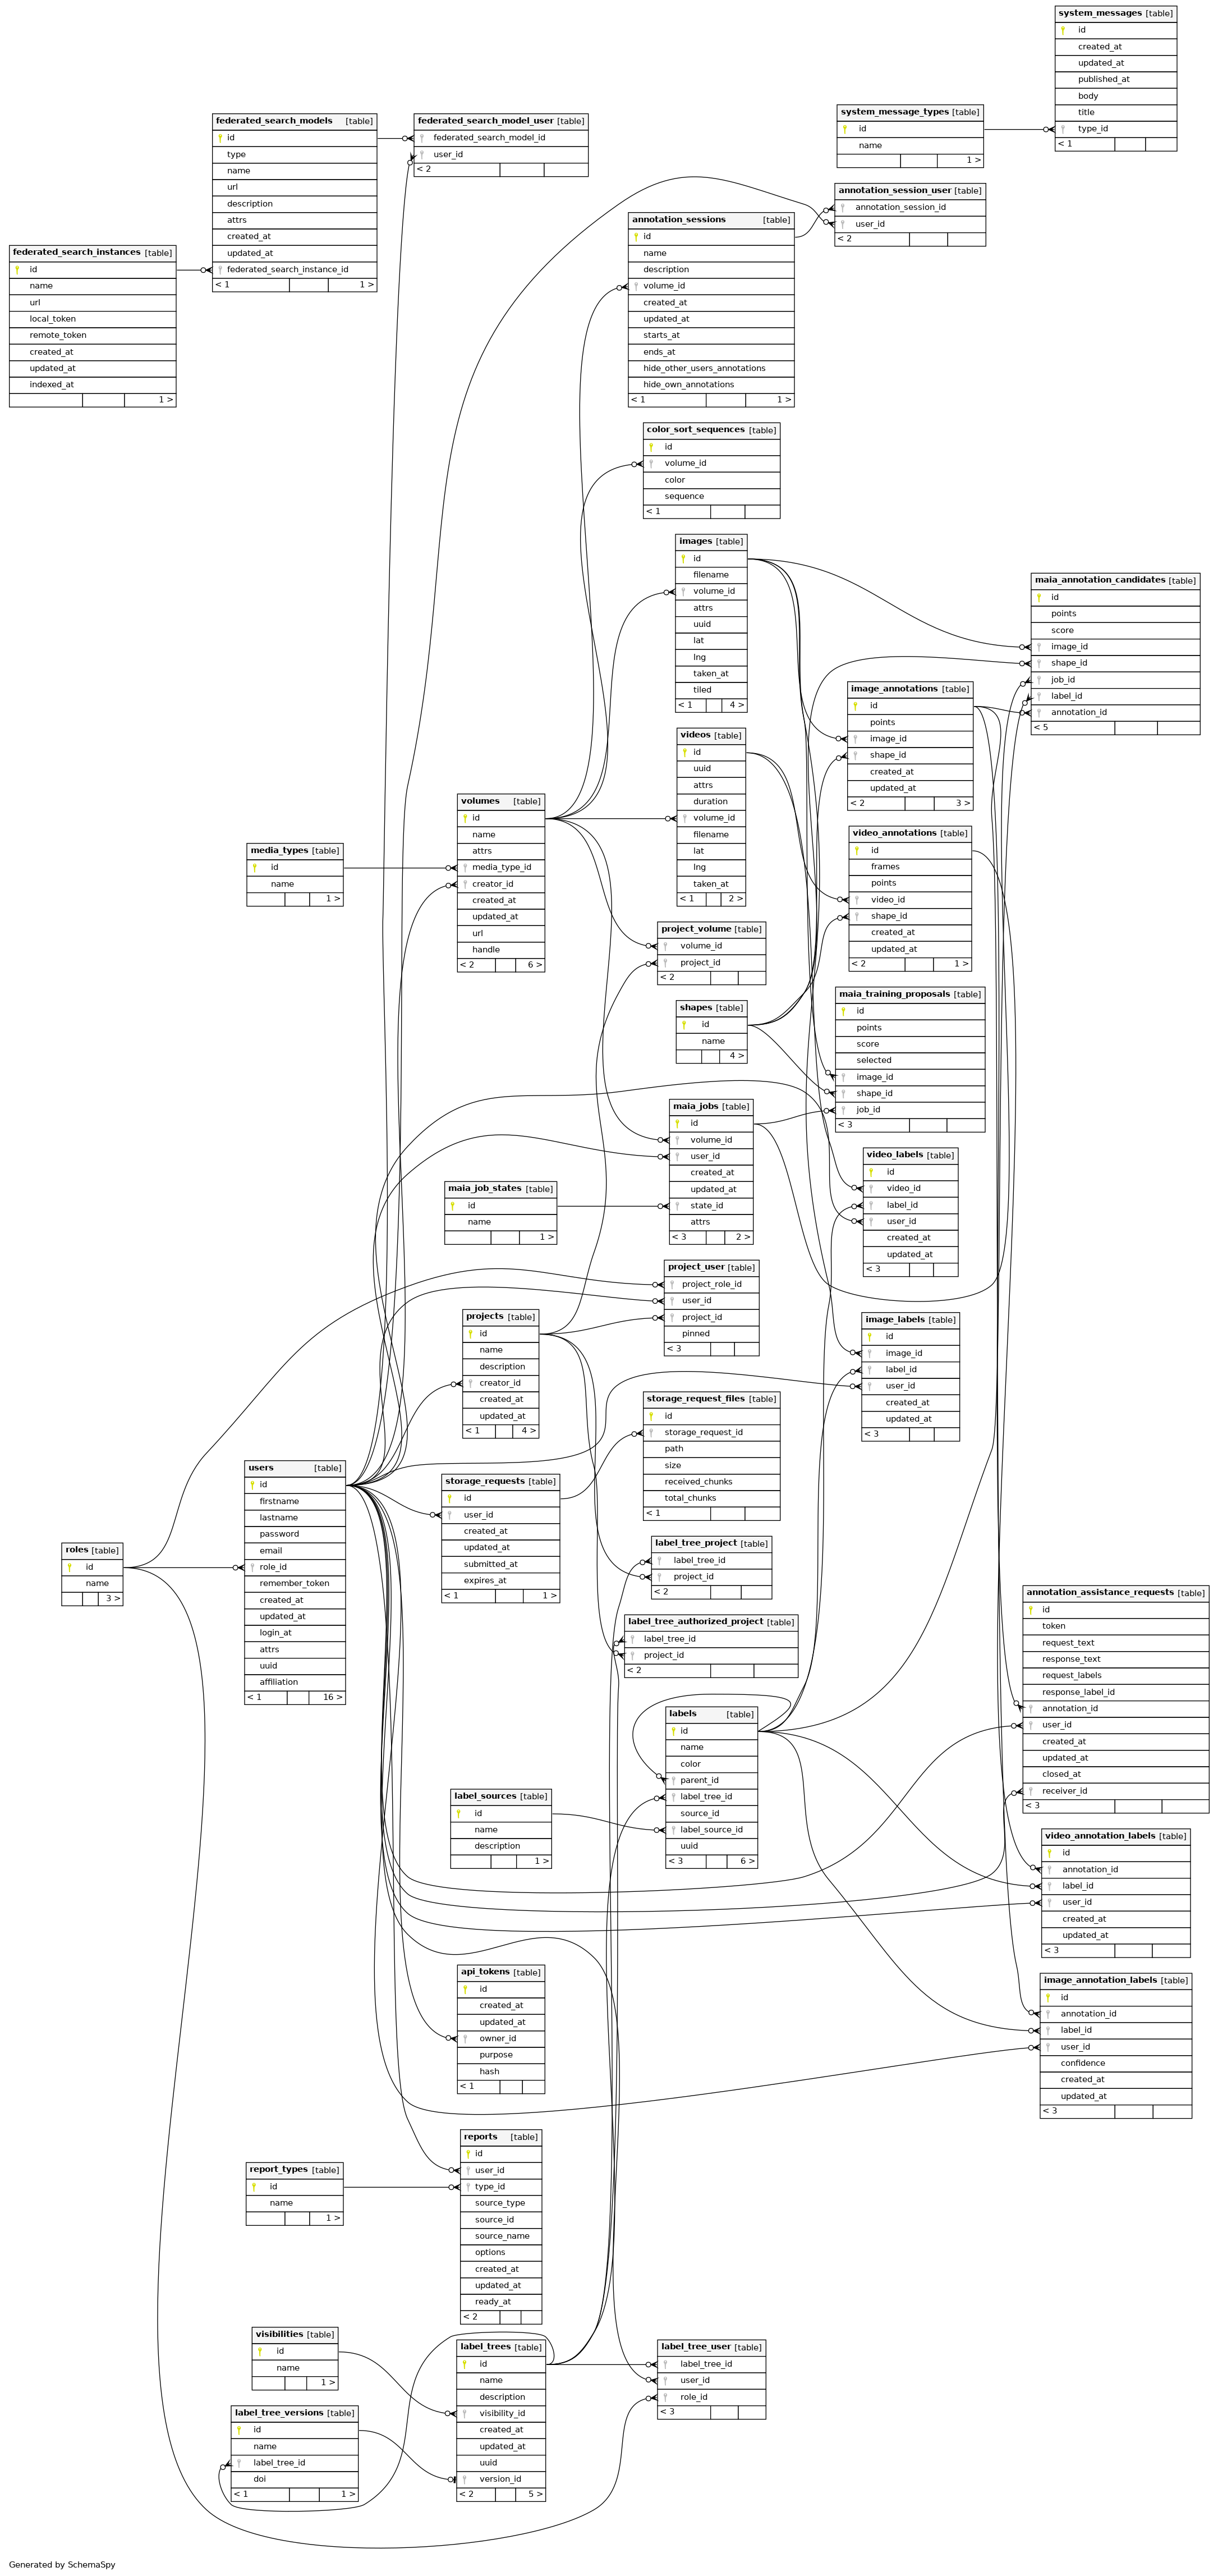 system_messages [table]
id
created_at
updated_at
published_at
body
title
type_id
< 1
system_message_types [table]
id
name
1 >
federated_search_models [table]
id
type
name
url
description
attrs
created_at
updated_at
federated_search_instance_id
< 1 1 >
federated_search_model_user [table]
federated_search_model_id
user_id
< 2
annotation_session_user [table]
annotation_session_id
user_id
< 2
annotation_sessions [table]
id
name
description
volume_id
created_at
updated_at
starts_at
ends_at
hide_other_users_annotations
hide_own_annotations
< 1 1 >
federated_search_instances [table]
id
name
url
local_token
remote_token
created_at
updated_at
indexed_at
1 >
color_sort_sequences [table]
id
volume_id
color
sequence
< 1
images [table]
id
filename
volume_id
attrs
uuid
lat
lng
taken_at
tiled
< 1 4 >
maia_annotation_candidates [table]
id
points
score
image_id
shape_id
job_id
label_id
annotation_id
< 5
image_annotations [table]
id
points
image_id
shape_id
created_at
updated_at
< 2 3 >
videos [table]
id
uuid
attrs
duration
volume_id
filename
lat
lng
taken_at
< 1 2 >
volumes [table]
id
name
attrs
media_type_id
creator_id
created_at
updated_at
url
handle
< 2 6 >
video_annotations [table]
id
frames
points
video_id
shape_id
created_at
updated_at
< 2 1 >
media_types [table]
id
name
1 >
project_volume [table]
volume_id
project_id
< 2
maia_training_proposals [table]
id
points
score
selected
image_id
shape_id
job_id
< 3
shapes [table]
id
name
4 >
maia_jobs [table]
id
volume_id
user_id
created_at
updated_at
state_id
attrs
< 3 2 >
video_labels [table]
id
video_id
label_id
user_id
created_at
updated_at
< 3
maia_job_states [table]
id
name
1 >
project_user [table]
project_role_id
user_id
project_id
pinned
< 3
projects [table]
id
name
description
creator_id
created_at
updated_at
< 1 4 >
image_labels [table]
id
image_id
label_id
user_id
created_at
updated_at
< 3
storage_request_files [table]
id
storage_request_id
path
size
received_chunks
total_chunks
< 1
users [table]
id
firstname
lastname
password
email
role_id
remember_token
created_at
updated_at
login_at
attrs
uuid
affiliation
< 1 16 >
storage_requests [table]
id
user_id
created_at
updated_at
submitted_at
expires_at
< 1 1 >
roles [table]
id
name
3 >
label_tree_project [table]
label_tree_id
project_id
< 2
annotation_assistance_requests [table]
id
token
request_text
response_text
request_labels
response_label_id
annotation_id
user_id
created_at
updated_at
closed_at
receiver_id
< 3
label_tree_authorized_project [table]
label_tree_id
project_id
< 2
labels [table]
id
name
color
parent_id
label_tree_id
source_id
label_source_id
uuid
< 3 6 >
label_sources [table]
id
name
description
1 >
video_annotation_labels [table]
id
annotation_id
label_id
user_id
created_at
updated_at
< 3
api_tokens [table]
id
created_at
updated_at
owner_id
purpose
hash
< 1
image_annotation_labels [table]
id
annotation_id
label_id
user_id
confidence
created_at
updated_at
< 3
reports [table]
id
user_id
type_id
source_type
source_id
source_name
options
created_at
updated_at
ready_at
< 2
report_types [table]
id
name
1 >
visibilities [table]
id
name
1 >
label_trees [table]
id
name
description
visibility_id
created_at
updated_at
uuid
version_id
< 2 5 >
label_tree_user [table]
label_tree_id
user_id
role_id
< 3
label_tree_versions [table]
id
name
label_tree_id
doi
< 1 1 >
Generated by SchemaSpy